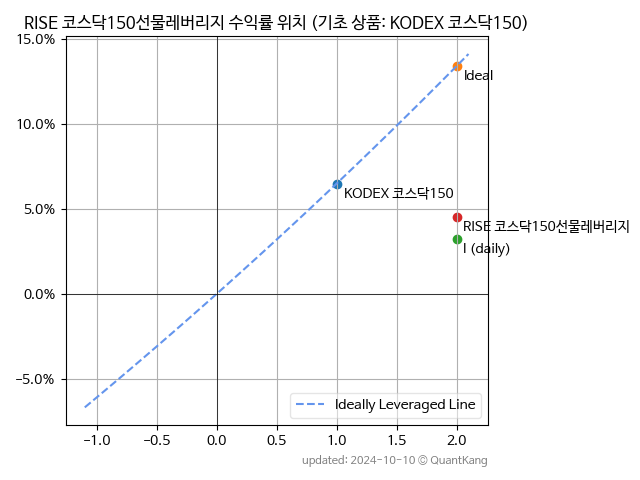 RISE 코스닥150선물레버리지 수익률 위치 (기초 상품: KODEX 코스닥150)
15.0%
Ideal
10.0%
KODEX 코스닥150
5.0%
RISE 코스닥150선물레버리지
I (daily)
0.0%
−5.0%
Ideally Leveraged Line
−1.0 −0.5 0.0 0.5 1.0 1.5 2.0
updated: 2024-10-10 © QuantKang